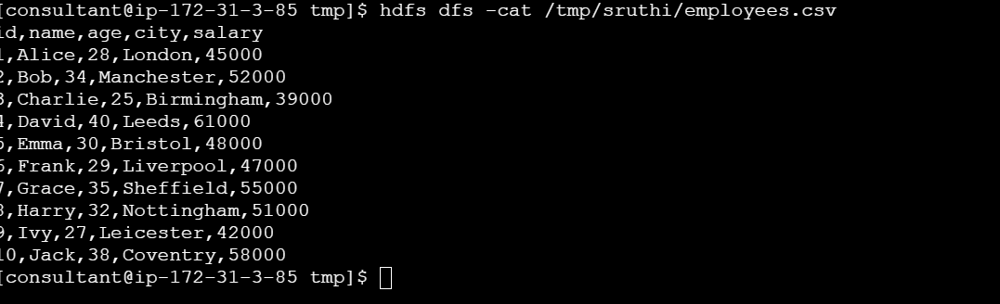 [consultant@ip-172-31-3-85 tmp]$ hdfs dfs -cat /tmp/sruthi/employees.csv
id,name,age,city,salary
1,Alice,28,London,45000
2,Bob,34,Manchester,52000
3,Charlie,25,Birmingham,39000
4,David,40,Leeds,61000
5,Emma,30,Bristol,48000
6,Frank,29,Liverpool,47000
7,Grace,35,Sheffield,55000
8,Harry,32,Nottingham,51000
9,Ivy,27,Leicester,42000
10,Jack,38,Coventry,58000
[consultant@ip-172-31-3-85 tmp]$